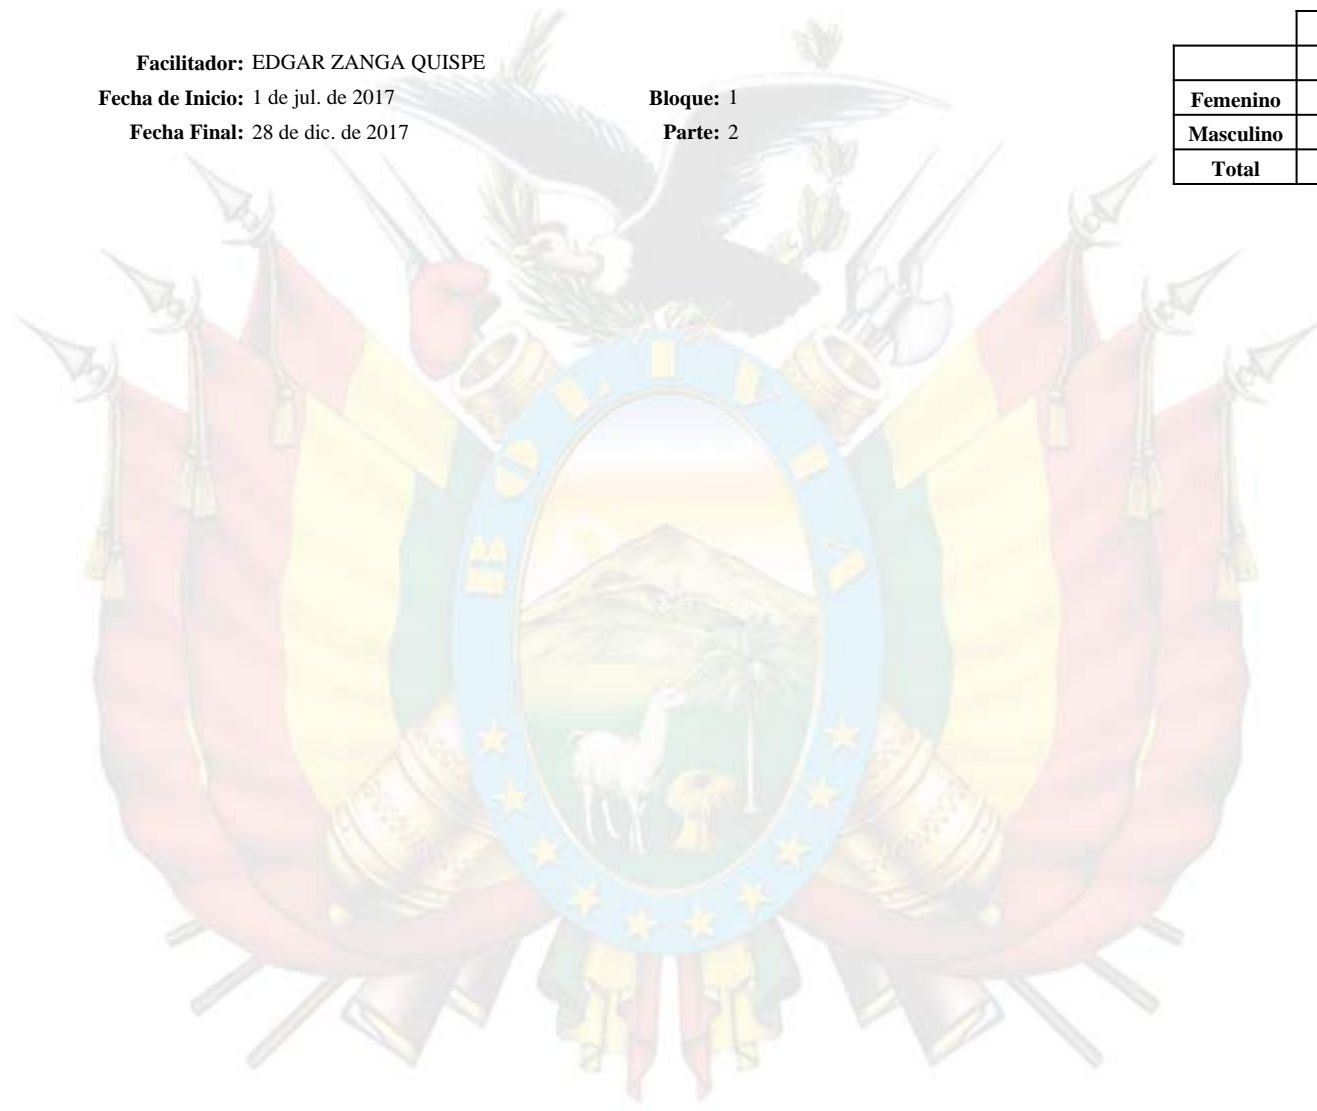 Facilitador: EDGAR ZANGA QUISPE
Fecha de Inicio: 1 de jul. de 2017 Bloque: 1
Fecha Final: 28 de dic. de 2017 Parte: 2
Femenino
Masculino
Total
BOLIVIA